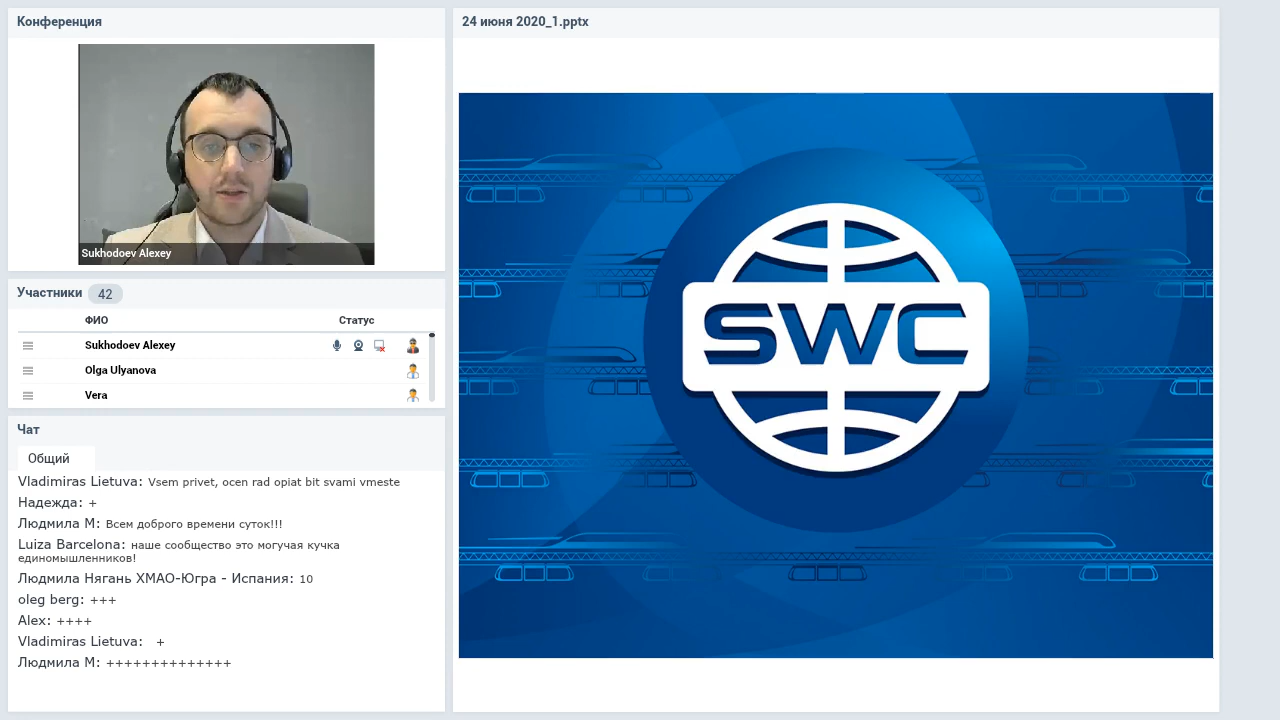 Конференция
Sukhodoev Alexey
Участники 42
ФИО Статус
Sukhodoev Alexey
Olga Ulyanova
Vera
Чат
Общий
Vladimiras Lietuva: Vsem privet, ocen rad opiat bit svami vmeste
Надежда: +
Людмила М: Всем доброго времени суток!!!
Luiza Barcelona: наше сообщество это могучая кучка
единомышленников!
Людмила Нягань ХМАО-Югра - Испания: 10
oleg berg: +++
Alex: ++++
Vladimiras Lietuva: +
Людмила М: ++++++++++++++
24 июня 2020_1.pptx
SWC